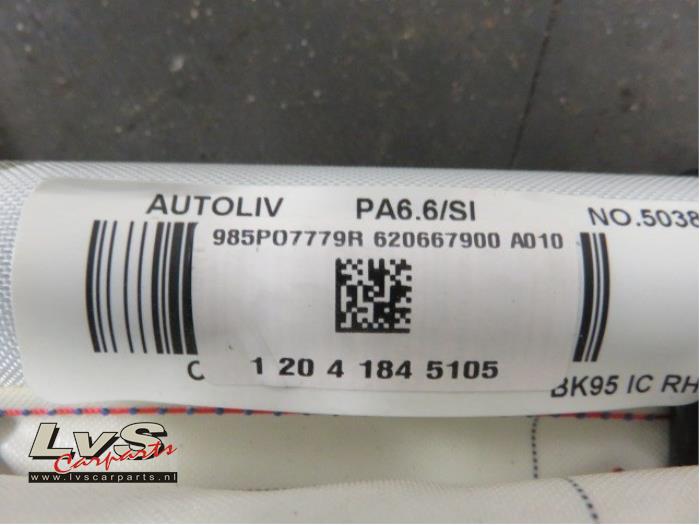 AUTOLIV PA6.6/SI NO.5038
985PO7779R 620667900 A010
1 20 4 184 5105
BK95 IC RH
LvS
Carparts
www.lvscarparts.nl